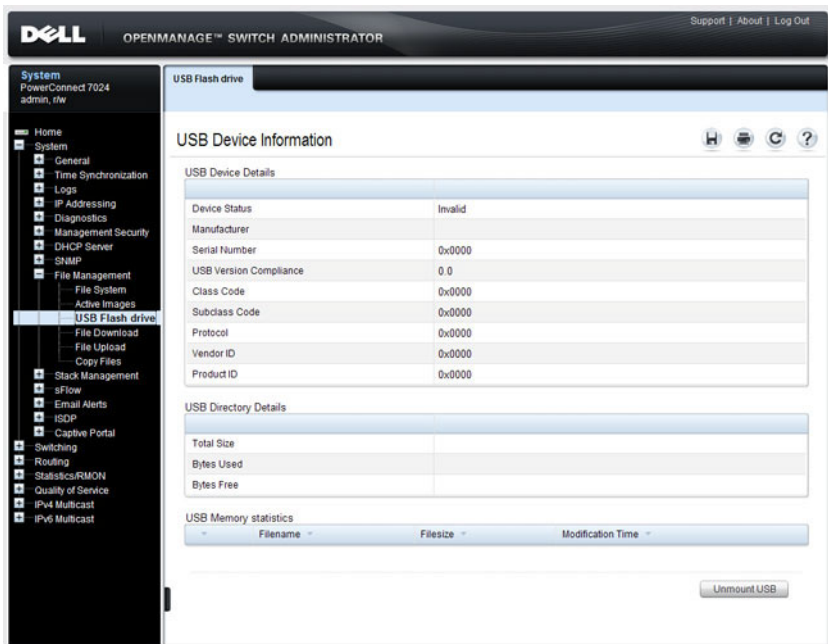 Support | About | Log Out
DELL
OPENMANAGE™ SWITCH ADMINISTRATOR
System
PowerConnect 7024
admin, r/w
USB Flash drive
Home
System
General
Time Synchronization
Logs
IP Addressing
Diagnostics
Management Security
DHCP Server
SNMP
File Management
File System
Active Images
USB Flash drive
File Download
File Upload
Copy Files
Stack Management
sFlow
Email Alerts
ISDP
Captive Portal
Switching
Routing
Statistics/RMON
Quality of Service
IPv4 Multicast
IPv6 Multicast
USB Device Information
USB Device Details
Device Status Invalid
Manufacturer
Serial Number 0x0000
USB Version Compliance 0.0
Class Code 0x0000
Subclass Code 0x0000
Protocol 0x0000
Vendor ID 0x0000
Product ID 0x0000
USB Directory Details
Total Size
Bytes Used
Bytes Free
USB Memory statistics
Filename Filesize Modification Time
Unmount USB